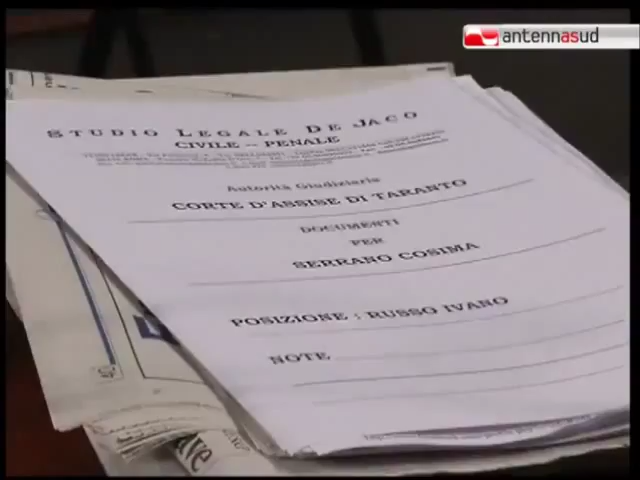 antennasud
STUDIO LEGALE DE JACO
CIVILE – PENALE
Autorità Giudiziaria
CORTE D'ASSISE DI TARANTO
DOCUMENTI
PER
SERRANO COSIMA
POSIZIONE : RUSSO IVANO
NOTE